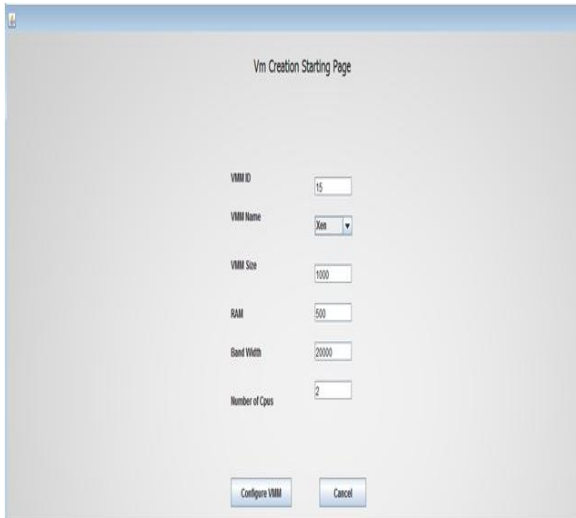 Vm Creation Starting Page
VMM ID 15
VMM Name Xen
VMM Size 1000
RAM 500
Band Width 20000
Number of Cpus 2
Configure VMM Cancel